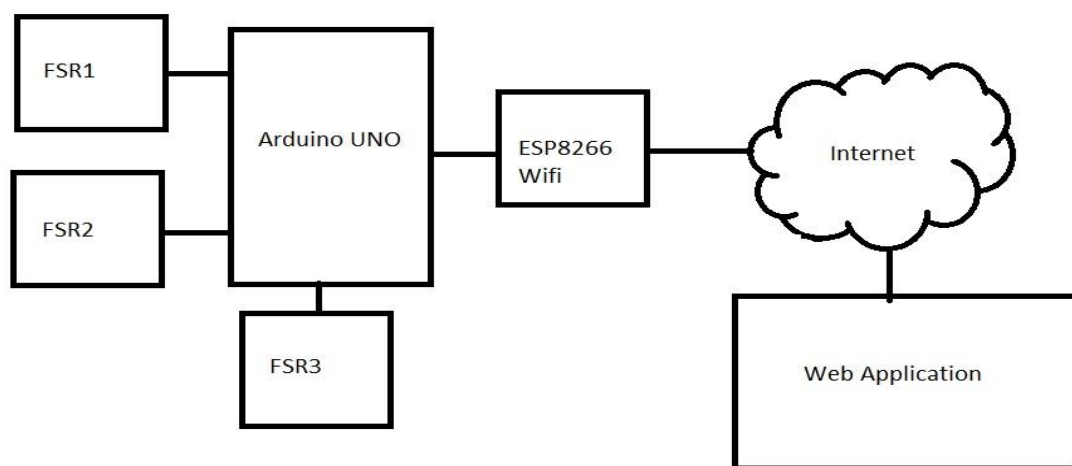 FSR1
Arduino UNO
ESP8266
Wifi
Internet
FSR2
FSR3
Web Application